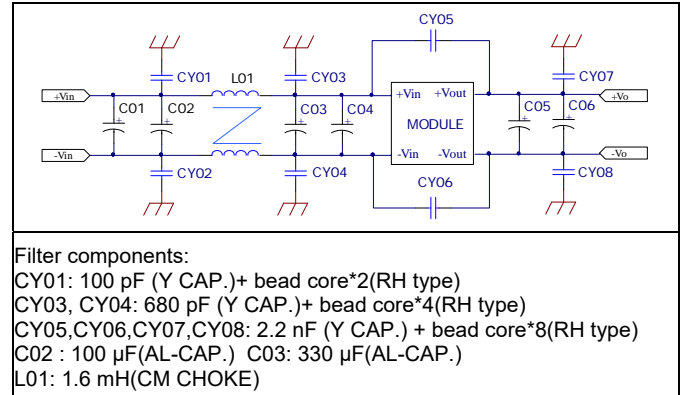 CY05
CY01
L01
CY03
CY07
+Vin
C01
C02
C03
C04
+Vin
+Vout
C05
C06
+Vo
MODULE
-Vin
-Vin
-Vout
-Vo
CY02
CY04
CY06
CY08
Filter components:
CY01: 100 pF (Y CAP.)+ bead core*2(RH type)
CY03, CY04: 680 pF (Y CAP.)+ bead core*4(RH type)
CY05,CY06,CY07,CY08: 2.2 nF (Y CAP.) + bead core*8(RH type)
C02 : 100 µF(AL-CAP.)  C03: 330 µF(AL-CAP.)
L01: 1.6 mH(CM CHOKE)